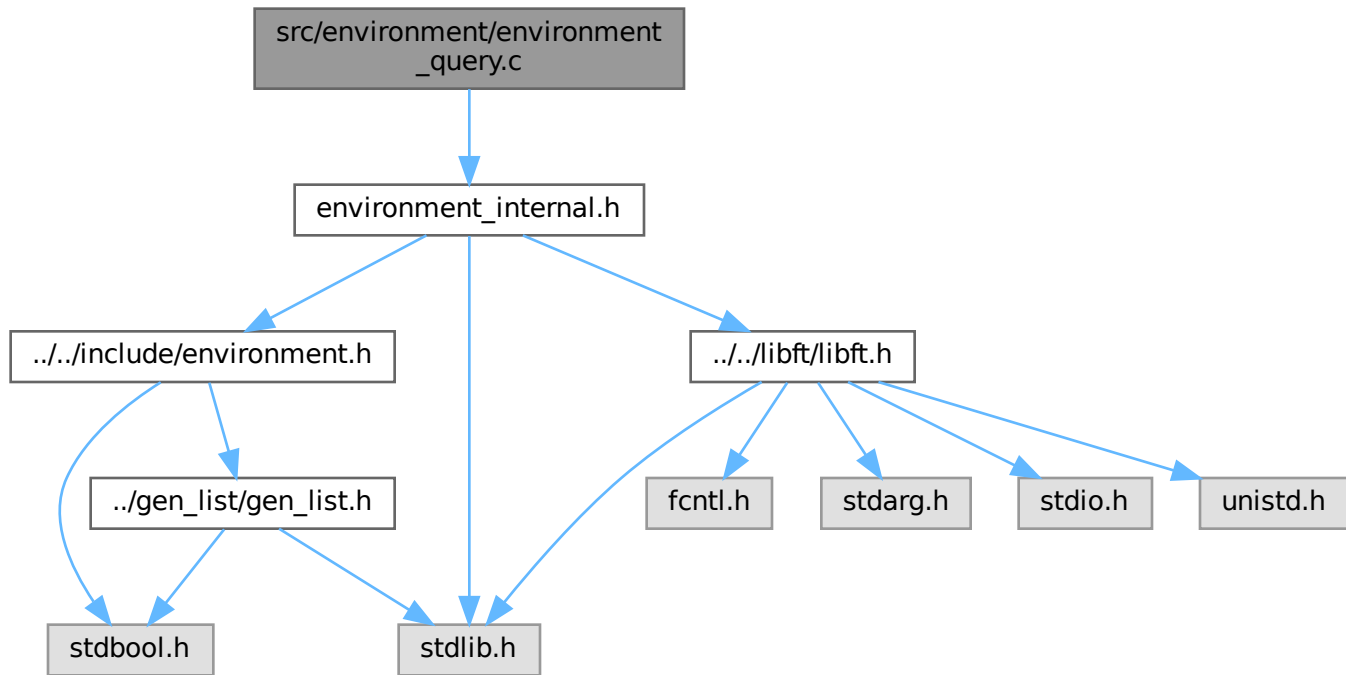 src/environment/environment
_query.c
environment_internal.h
../../include/environment.h
../../libft/libft.h
../gen_list/gen_list.h
fcntl.h
stdarg.h
stdio.h
unistd.h
stdbool.h
stdlib.h